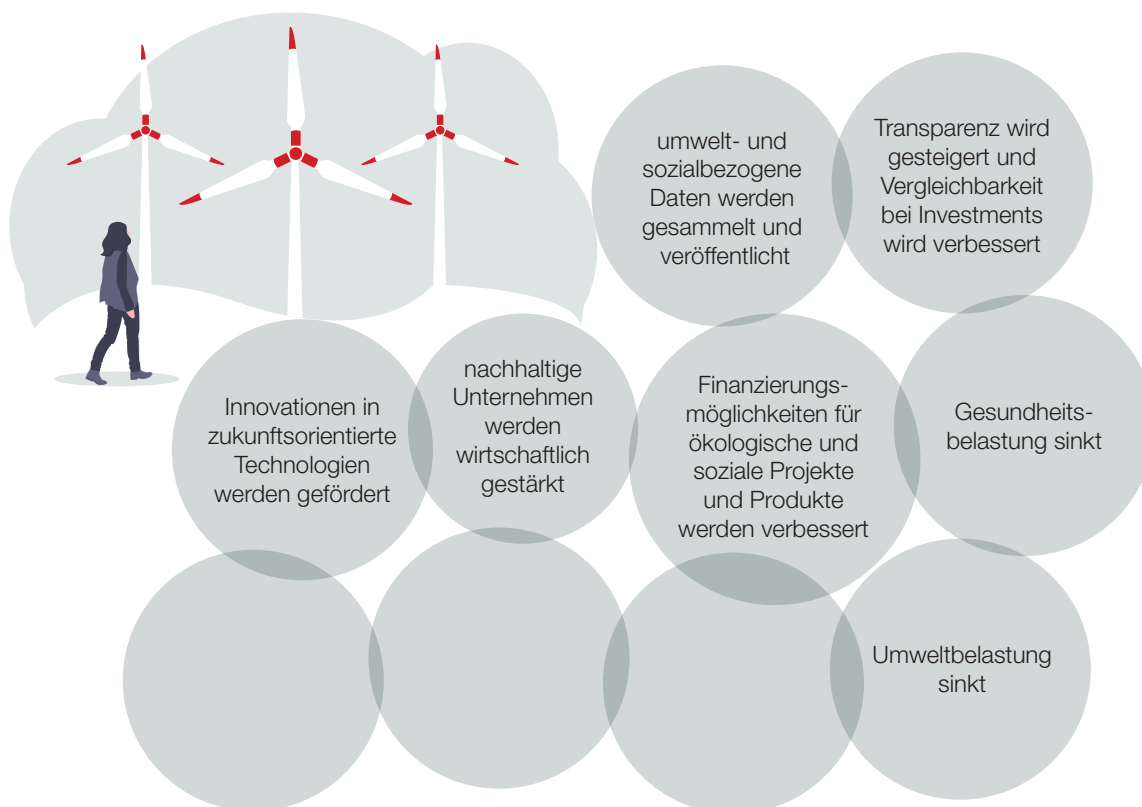 umwelt- und
sozialbezogene
Daten werden
gesammelt und
veröffentlicht
Transparenz wird
gesteigert und
Vergleichbarkeit
bei Investments
wird verbessert
Innovationen in
zukunftsorientierte
Technologien
werden gefördert
nachhaltige
Unternehmen
werden
wirtschaftlich
gestärkt
Finanzierungs-
möglichkeiten für
ökologische und
soziale Projekte
und Produkte
werden verbessert
Gesundheits-
belastung sinkt
Umweltbelastung
sinkt